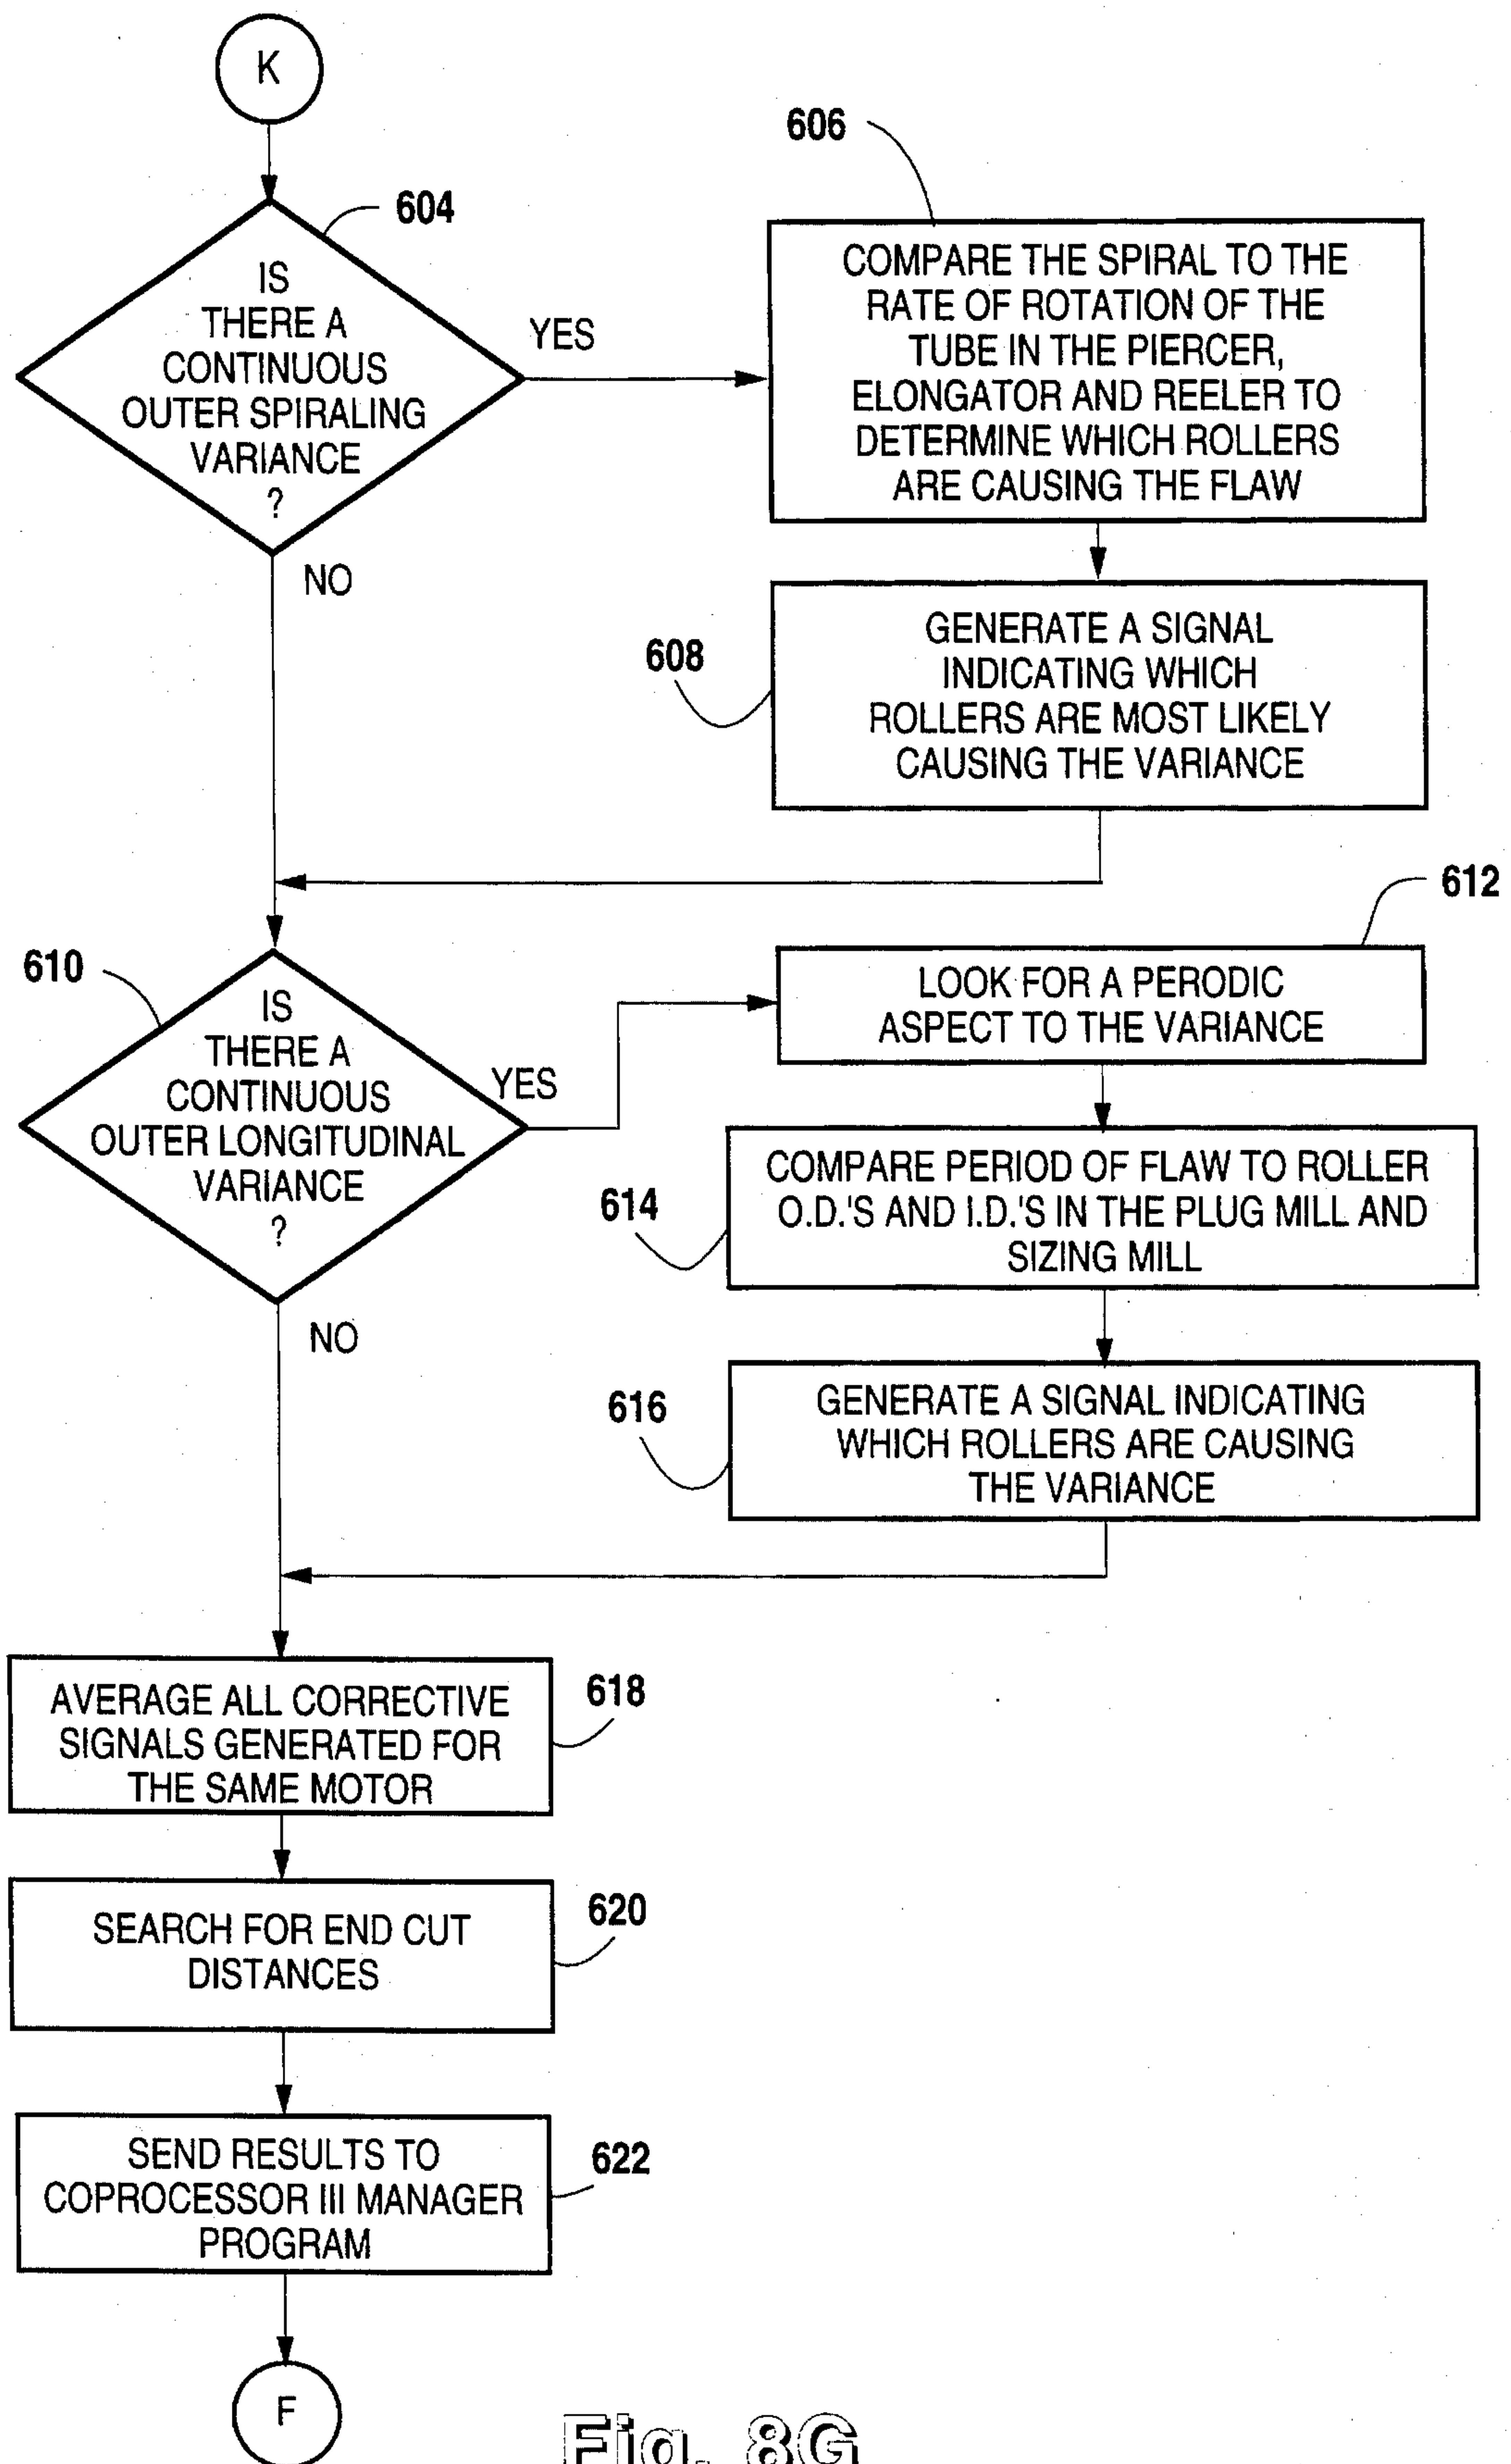 K
604
IS
THERE A
CONTINUOUS
OUTER SPIRALING
VARIANCE
?
YES
NO
606
COMPARE THE SPIRAL TO THE
RATE OF ROTATION OF THE
TUBE IN THE PIERCER,
ELONGATOR AND REELER TO
DETERMINE WHICH ROLLERS
ARE CAUSING THE FLAW
608
GENERATE A SIGNAL
INDICATING WHICH
ROLLERS ARE MOST LIKELY
CAUSING THE VARIANCE
610
IS
THERE A
CONTINUOUS
OUTER LONGITUDINAL
VARIANCE
?
YES
NO
612
LOOK FOR A PERODIC
ASPECT TO THE VARIANCE
614
COMPARE PERIOD OF FLAW TO ROLLER
O.D.'S AND I.D.'S IN THE PLUG MILL AND
SIZING MILL
616
GENERATE A SIGNAL INDICATING
WHICH ROLLERS ARE CAUSING
THE VARIANCE
618
AVERAGE ALL CORRECTIVE
SIGNALS GENERATED FOR
THE SAME MOTOR
620
SEARCH FOR END CUT
DISTANCES
622
SEND RESULTS TO
COPROCESSOR III MANAGER
PROGRAM
F
Fig. 8G